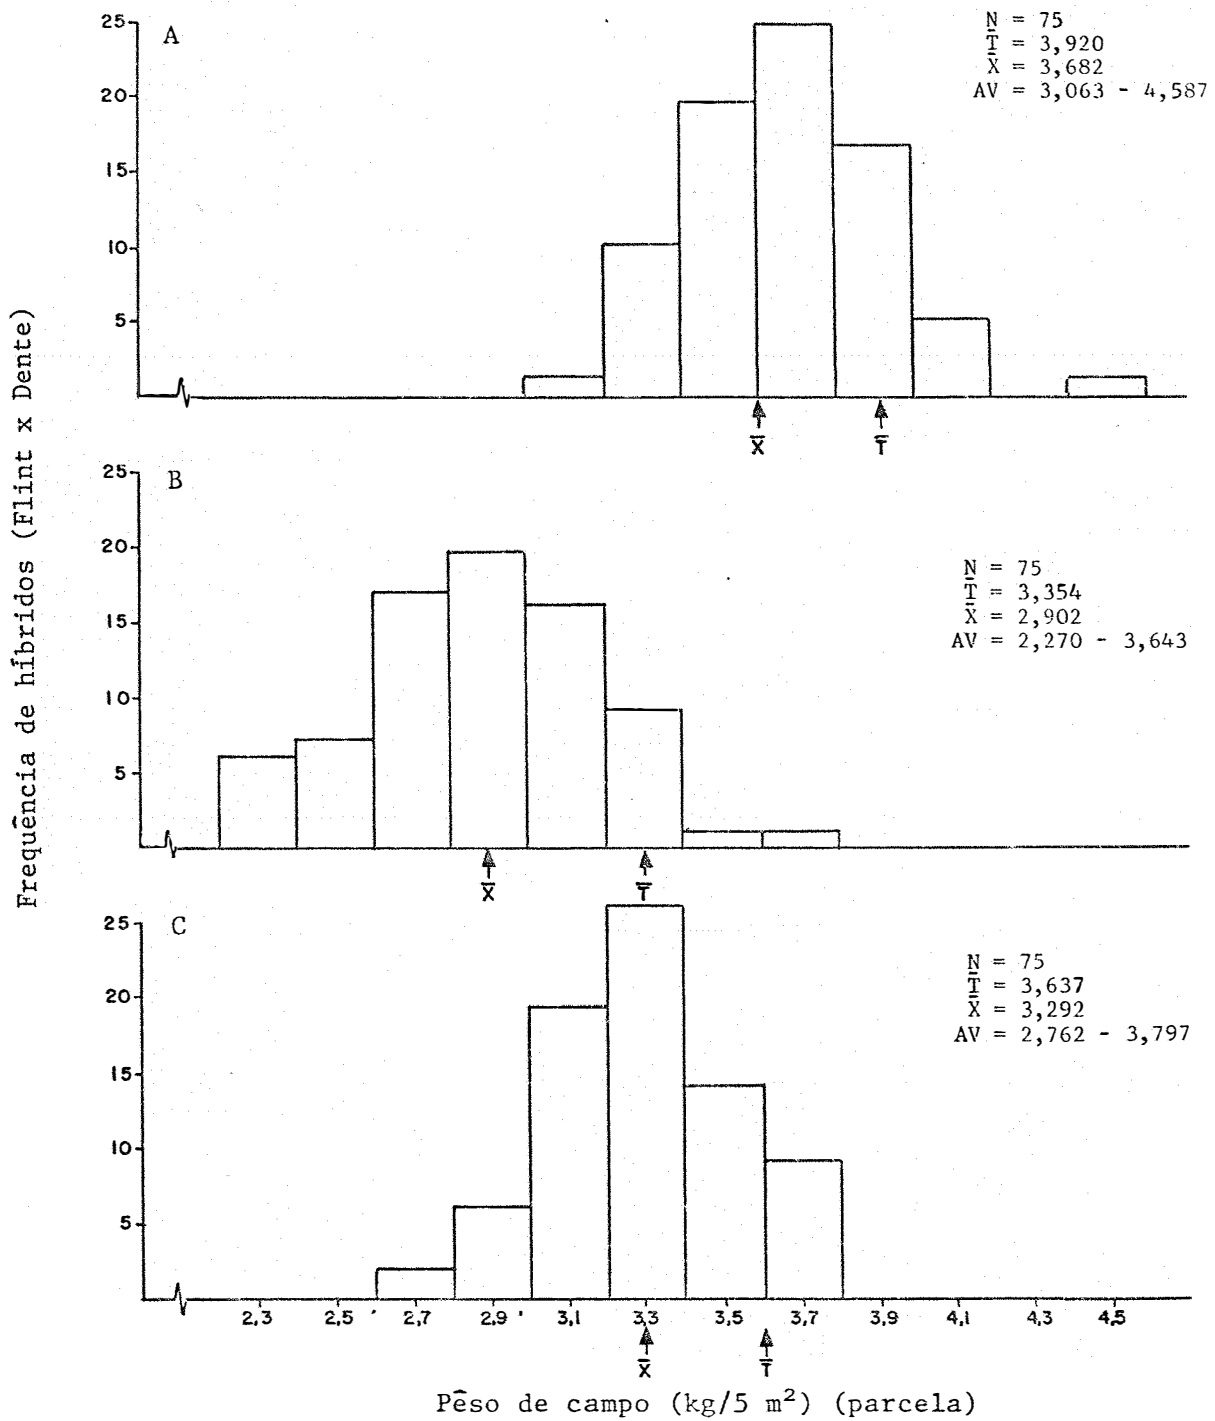 Frequência de híbridos (Flint x Dente)
A
25
20
15
10
5
N = 75
T̄ = 3,920
X̄ = 3,682
AV = 3,063 - 4,587
X̄
T̄
B
25
20
15
10
5
N = 75
T̄ = 3,354
X̄ = 2,902
AV = 2,270 - 3,643
X̄
T̄
C
25
20
15
10
5
N = 75
T̄ = 3,637
X̄ = 3,292
AV = 2,762 - 3,797
2,3 2,5 2,7 2,9 3,1 3,3 3,5 3,7 3,9 4,1 4,3 4,5
X̄
T̄
Pêso de campo (kg/5 m²) (parcela)